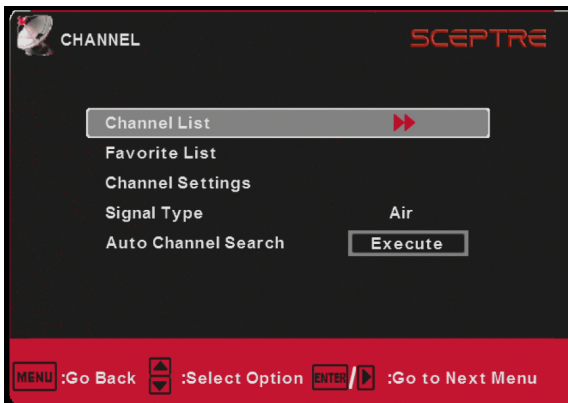 CHANNEL SCEPTRE
Channel List
Favorite List
Channel Settings
Signal Type Air
Auto Channel Search Execute
MENU :Go Back :Select Option ENTER/ :Go to Next Menu